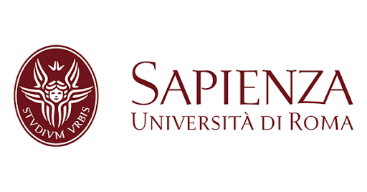 STVDIVM VRBIS
SAPIENZA
UNIVERSITÀ DI ROMA